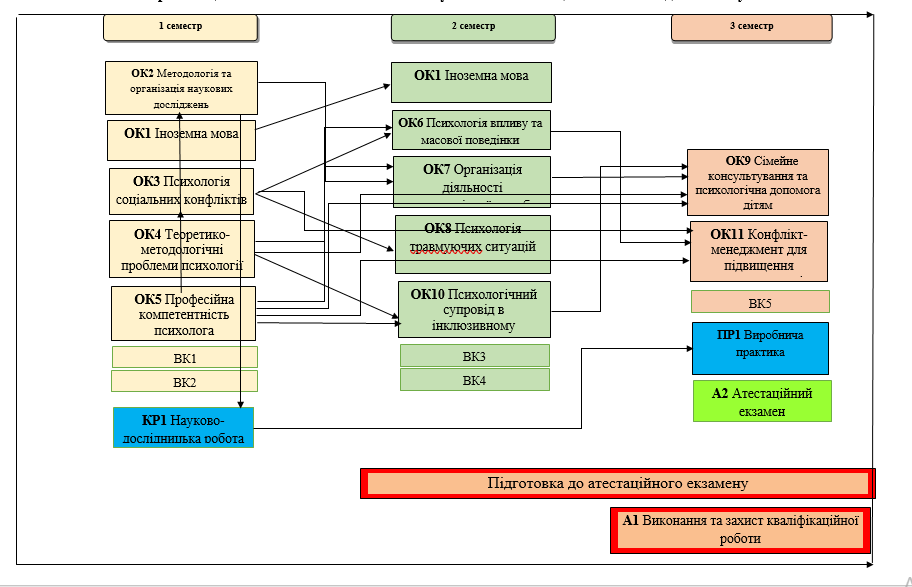 1 семестр
2 семестр
3 семестр
ОК2 Методологія та
організація наукових
досліджень
ОК1 Іноземна мова
ОК3 Психологія
соціальних конфліктів
ОК4 Теоретико-
методологічні
проблеми психології
ОК5 Професійна
компетентність
психолога
ВК1
ВК2
КР1 Науково-
дослідницька робота
ОК1 Іноземна мова
ОК6 Психологія впливу та
масової поведінки
ОК7 Організація
діяльності
ОК8 Психологія
травмуючих ситуацій
ОК10 Психологічний
супровід в
інклюзивному
ВК3
ВК4
ОК9 Сімейне
консультування та
психологічна допомога
дітям
ОК11 Конфлікт-
менеджмент для
підвищення
ВК5
ПР1 Виробнича
практика
А2 Атестаційний
екзамен
Підготовка до атестаційного екзамену
А1 Виконання та захист кваліфікаційної
роботи